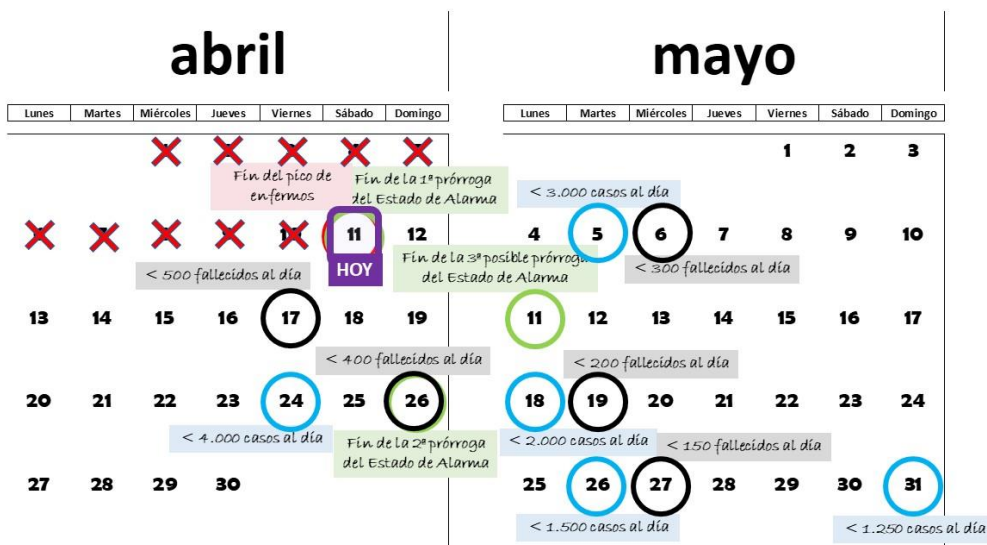 abril
mayo
Lunes Martes Miércoles Jueves Viernes Sábado Domingo
Lunes Martes Miércoles Jueves Viernes Sábado Domingo
1 2 3
Fin del pico de
enfermos
Fin de la 1ª prórroga
del Estado de Alarma
< 3.000 casos al día
11 12
4 5 6 7 8 9 10
HOY
< 500 fallecidos al día
Fin de la 3ª posible prórroga
del Estado de Alarma
< 300 fallecidos al día
13 14 15 16 17 18 19
11 12 13 14 15 16 17
< 400 fallecidos al día
< 200 fallecidos al día
20 21 22 23 24 25 26
18 19 20 21 22 23 24
< 4.000 casos al día
Fin de la 2ª prórroga
del Estado de Alarma
< 2.000 casos al día
< 150 fallecidos al día
27 28 29 30
25 26 27 28 29 30 31
< 1.500 casos al día
< 1.250 casos al día